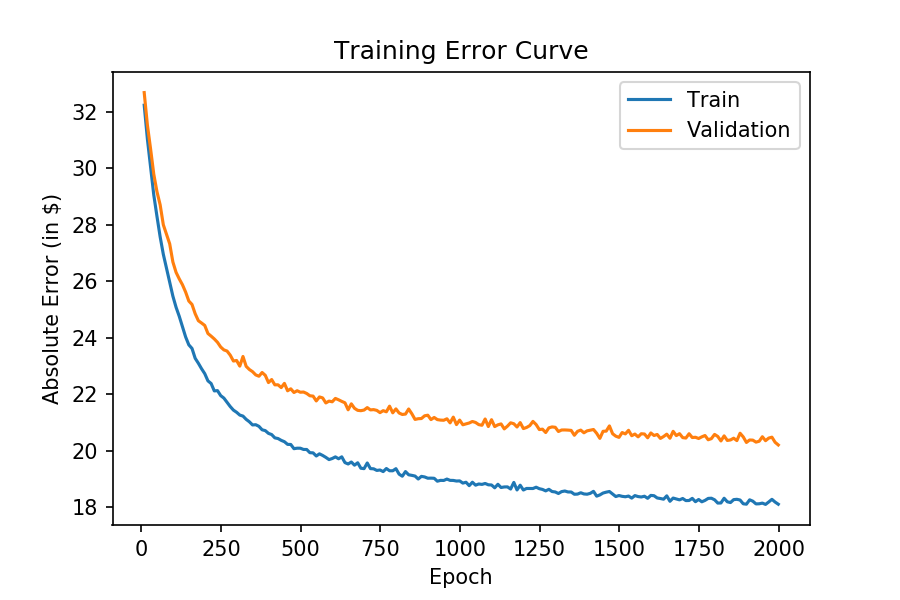 Training Error Curve
Train
Validation
Absolute Error (in $)
32
30
28
26
24
22
20
18
0 250 500 750 1000 1250 1500 1750 2000
Epoch